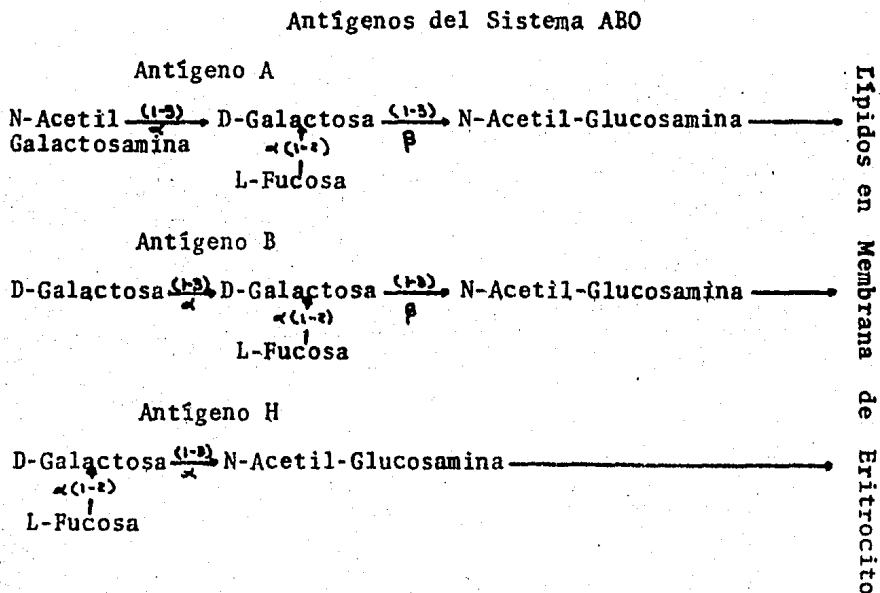 Antígenos del Sistema ABO
Antígeno A
N-Acetil (1-3) α D-Galactosa (1-3) β N-Acetil-Glucosamina
Galactosamina α(1-2)
L-Fucosa
Antígeno B
D-Galactosa (1-3) α D-Galactosa (1-3) β N-Acetil-Glucosamina
α(1-2)
L-Fucosa
Antígeno H
D-Galactosa (1-3) α N-Acetil-Glucosamina
α(1-2)
L-Fucosa
Lípidos en Membrana de Eritrocito